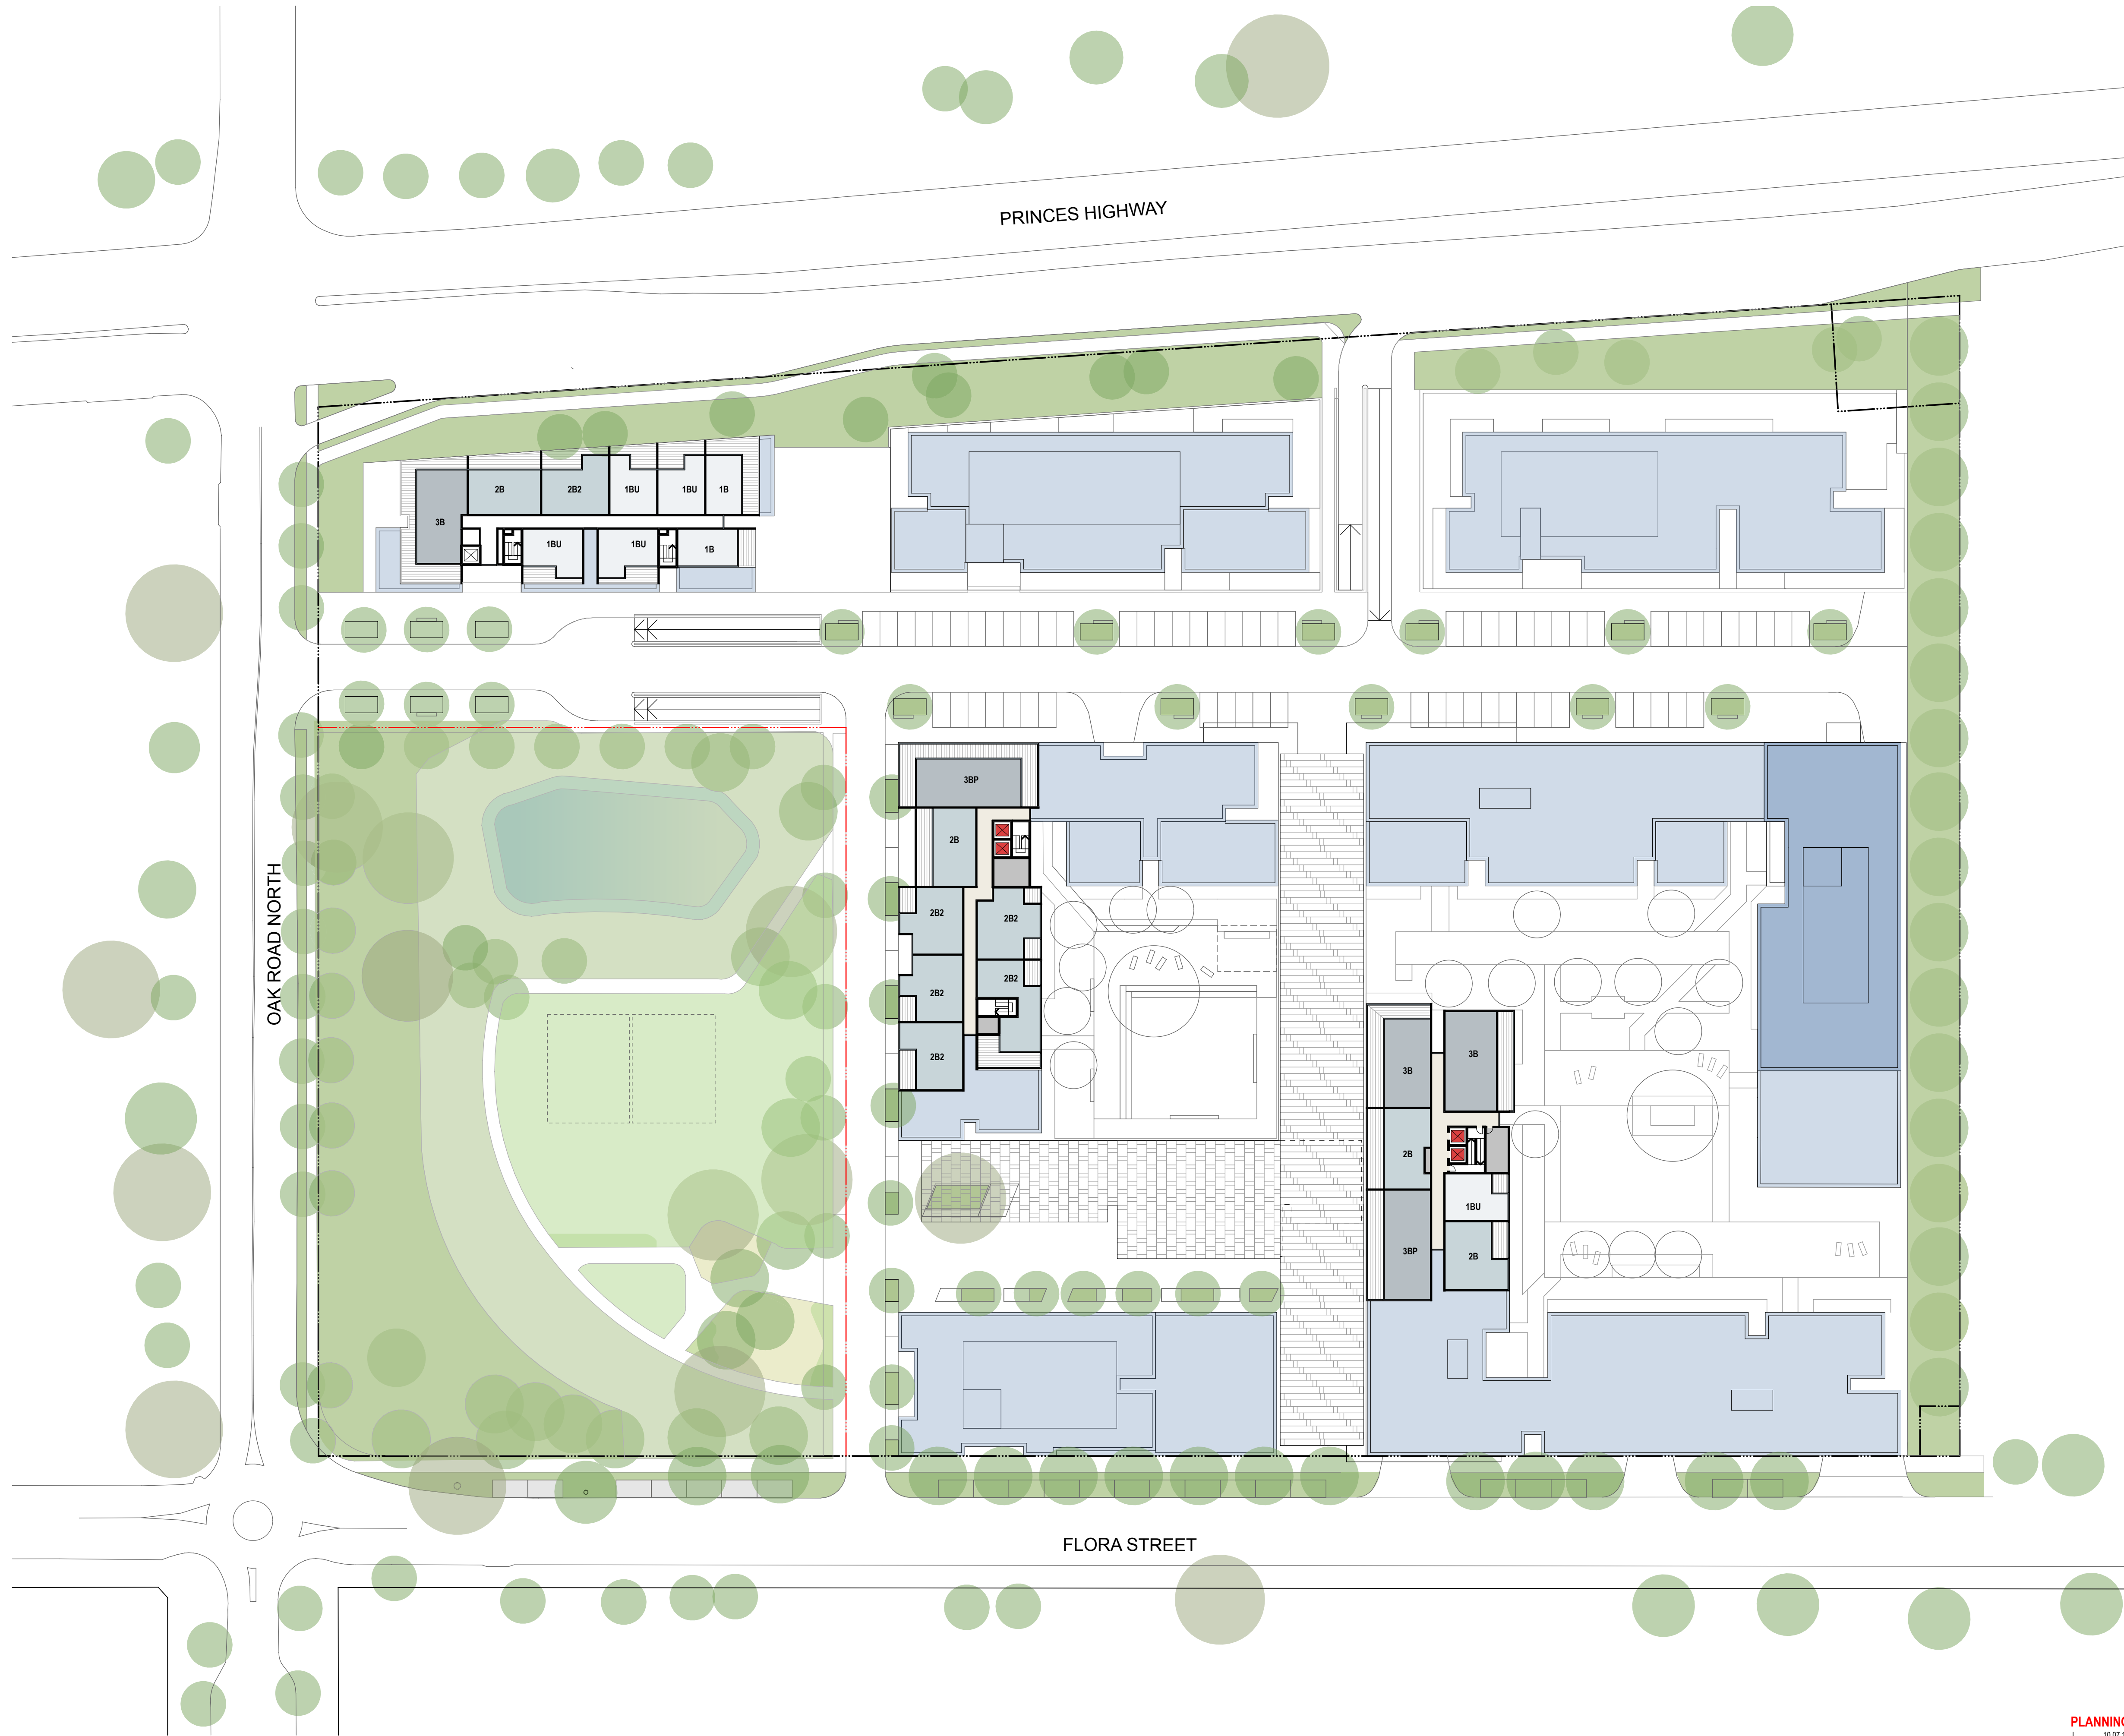 PRINCES HIGHWAY
2B
2B2
1BU
1BU
1B
3B
1BU
1BU
1B
3BP
2B
OAK ROAD NORTH
2B2
2B2
2B2
2B2
2B2
3B
3B
2B
1BU
3BP
2B
FLORA STREET
PLANNING